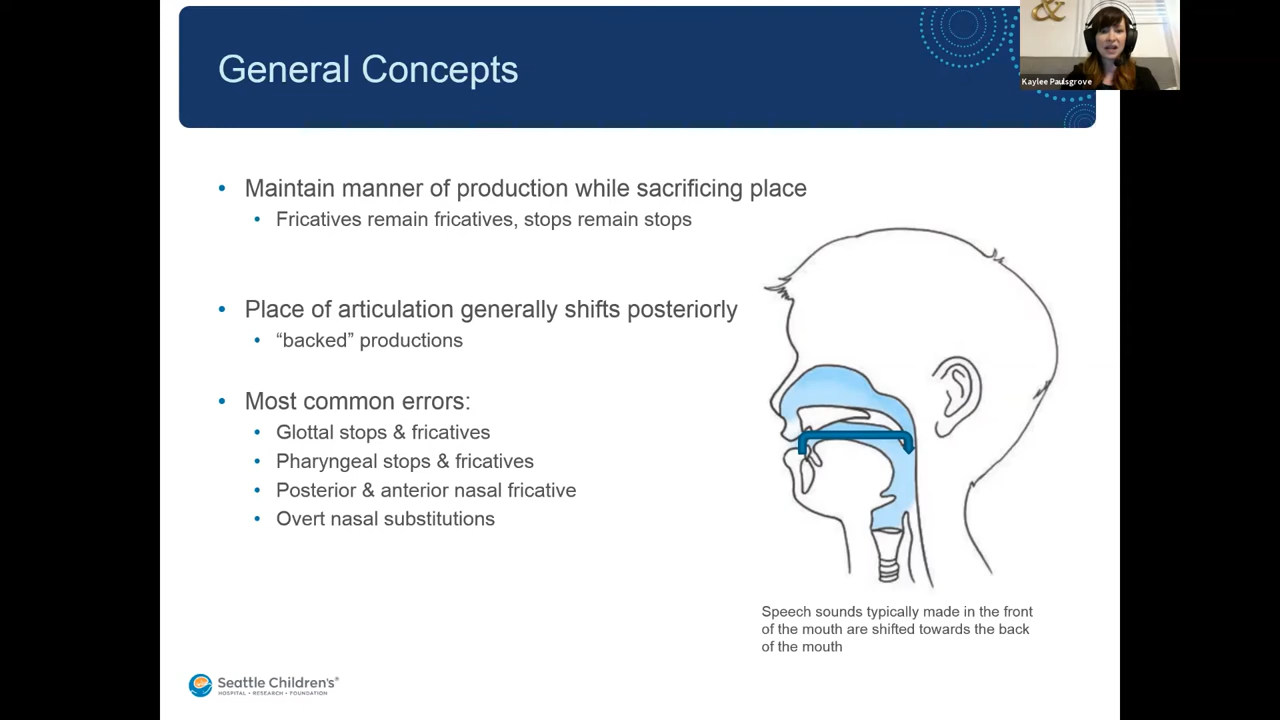 General Concepts
&
Kaylee Paulsgrove
• Maintain manner of production while sacrificing place
• Fricatives remain fricatives, stops remain stops
• Place of articulation generally shifts posteriorly
• “backed” productions
• Most common errors:
• Glottal stops & fricatives
• Pharyngeal stops & fricatives
• Posterior & anterior nasal fricative
• Overt nasal substitutions
Speech sounds typically made in the front
of the mouth are shifted towards the back
of the mouth
Seattle Children's®
HOSPITAL • RESEARCH • FOUNDATION